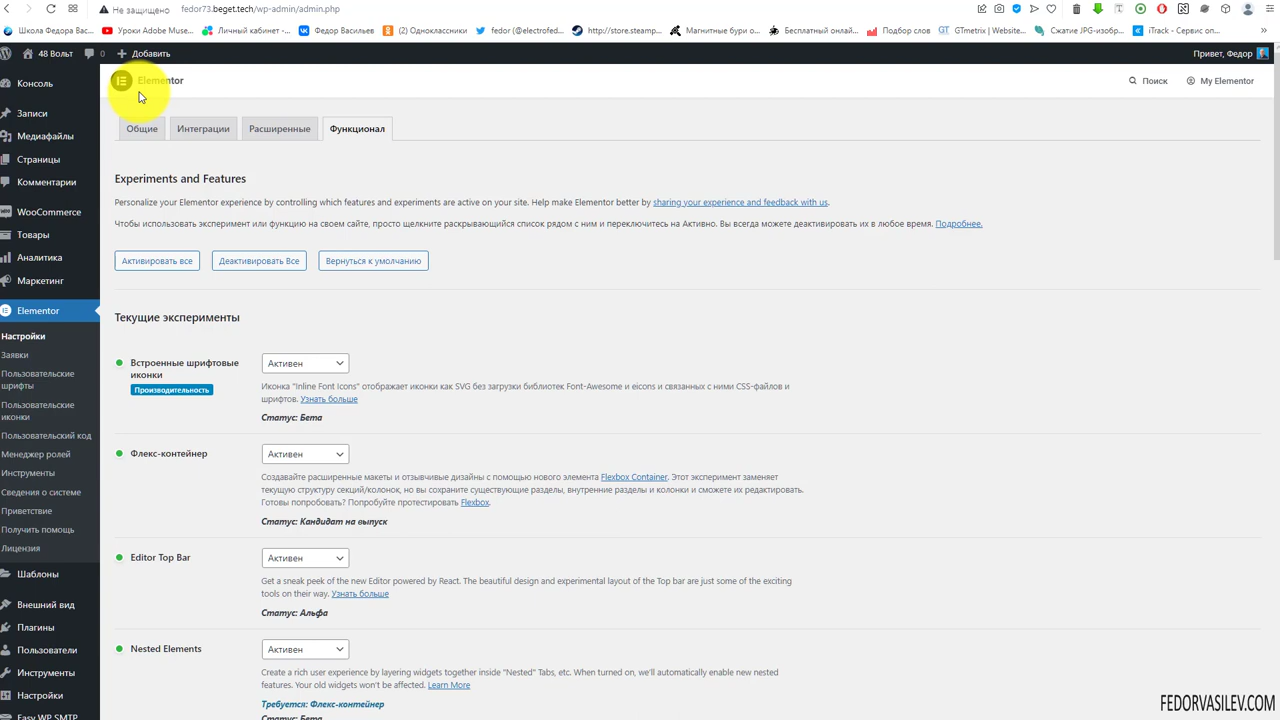 Не защищено
fedor73.beget.tech/wp-admin/admin.php
Школа Федора Вас...
Уроки Adobe Muse...
Личный кабинет -...
Федор Васильев
(2) Одноклассники
fedor (@electrofed...
http://store.steamp...
Магнитные бури о...
Бесплатный онлай...
Подбор слов
GTmetrix | Website...
Сжатие JPG-изобр...
iTrack - Сервис оп...
48 Вольт
0
Добавить
Привет, Федор
Elementor
Поиск
My Elementor
Консоль
Записи
Медиафайлы
Страницы
Комментарии
WooCommerce
Товары
Аналитика
Маркетинг
Elementor
Настройки
Заявки
Пользовательские
шрифты
Пользовательские
иконки
Пользовательский код
Менеджер ролей
Инструменты
Сведения о системе
Приветствие
Получить помощь
Лицензия
Шаблоны
Внешний вид
Плагины
Пользователи
Инструменты
Настройки
Easy WP SMTP
Общие
Интеграции
Расширенные
Функционал
Experiments and Features
Personalize your Elementor experience by controlling which features and experiments are active on your site. Help make Elementor better by sharing your experience and feedback with us.
Чтобы использовать эксперимент или функцию на своем сайте, просто щелкните раскрывающийся список рядом с ним и переключитесь на Активно. Вы всегда можете деактивировать их в любое время. Подробнее.
Активировать все
Деактивировать Все
Вернуться к умолчанию
Текущие эксперименты
Встроенные шрифтовые
иконки
Производительность
Активен
Иконка "Inline Font Icons" отображает иконки как SVG без загрузки библиотек Font-Awesome и eicons и связанных с ними CSS-файлов и
шрифтов. Узнать больше
Статус: Бета
Флекс-контейнер
Активен
Создавайте расширенные макеты и отзывчивые дизайны с помощью нового элемента Flexbox Container. Этот эксперимент заменяет
текущую структуру секций/колонок, но вы сохраните существующие разделы, внутренние разделы и колонки и сможете их редактировать.
Готовы попробовать? Попробуйте протестировать Flexbox.
Статус: Кандидат на выпуск
Editor Top Bar
Активен
Get a sneak peek of the new Editor powered by React. The beautiful design and experimental layout of the Top bar are just some of the exciting
tools on their way. Узнать больше
Статус: Альфа
Nested Elements
Активен
Create a rich user experience by layering widgets together inside "Nested" Tabs, etc. When turned on, we'll automatically enable new nested
features. Your old widgets won't be affected. Learn More
Требуется: Флекс-контейнер
Статус: Бета
FEDORVASILEV.COM